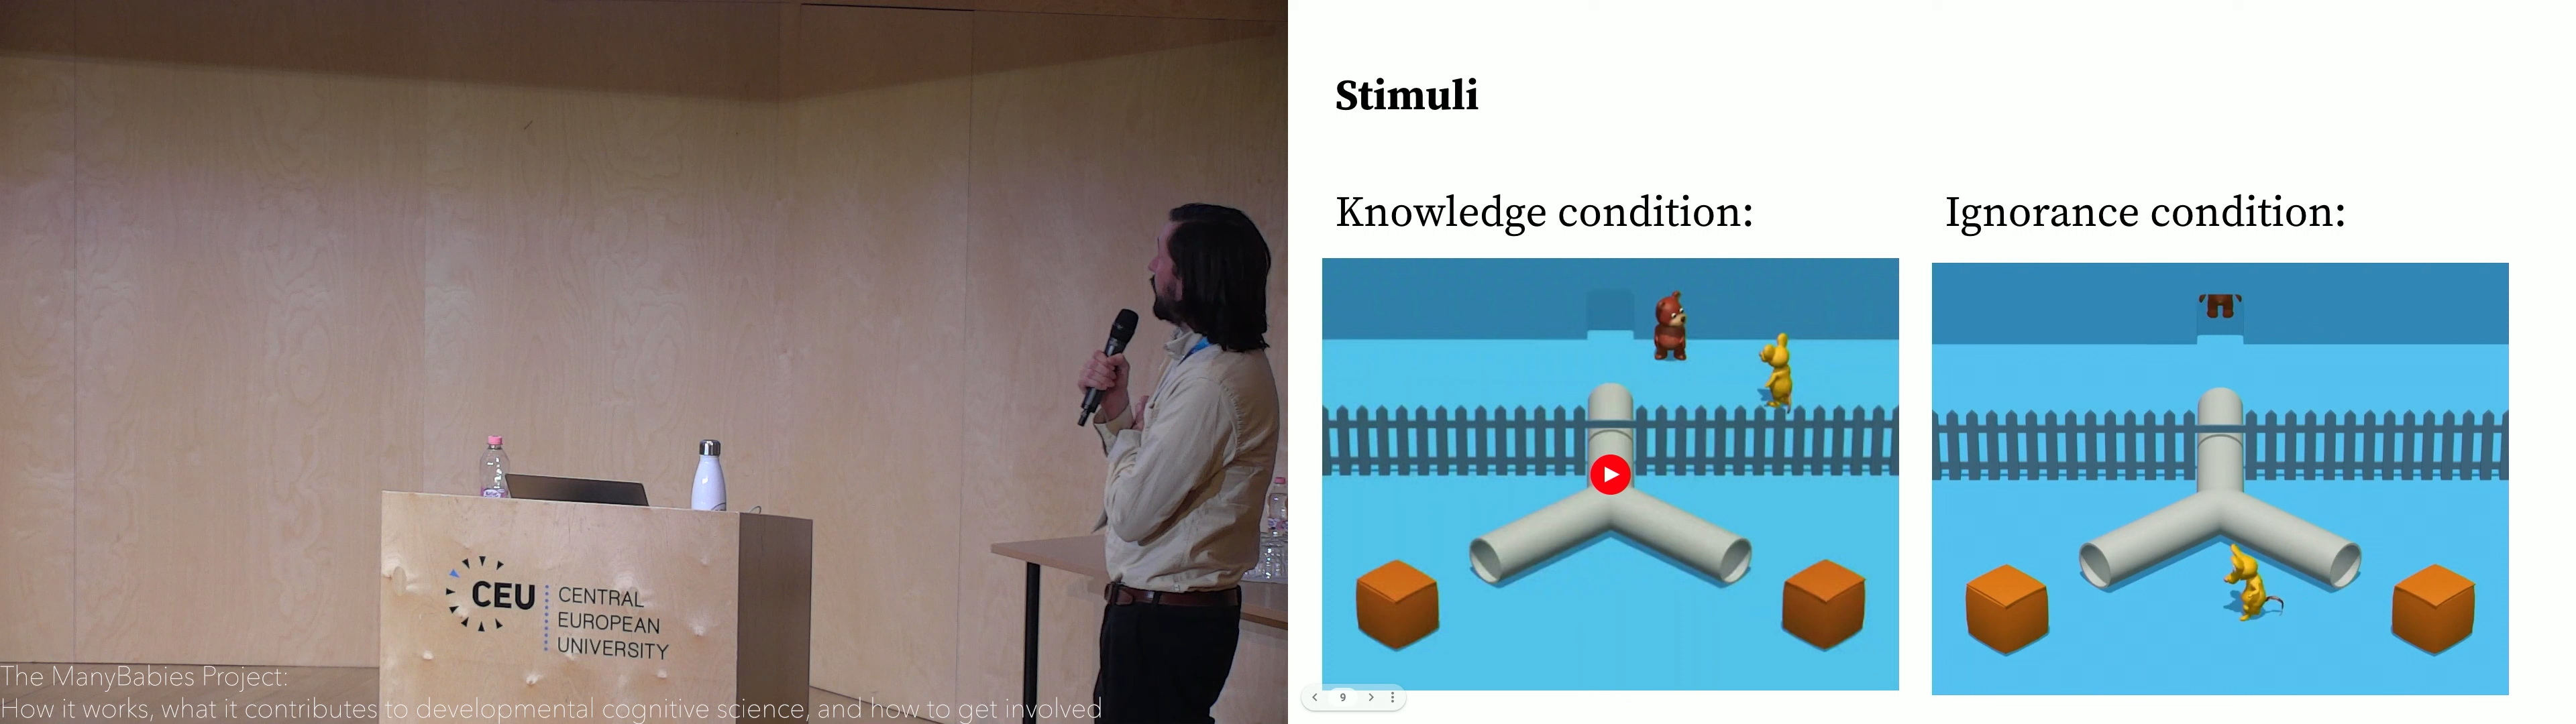 CEU
CENTRAL
EUROPEAN
UNIVERSITY
The ManyBabies Project:
How it works, what it contributes to developmental cognitive science, and how to get involved
Stimuli
Knowledge condition:
Ignorance condition:
9